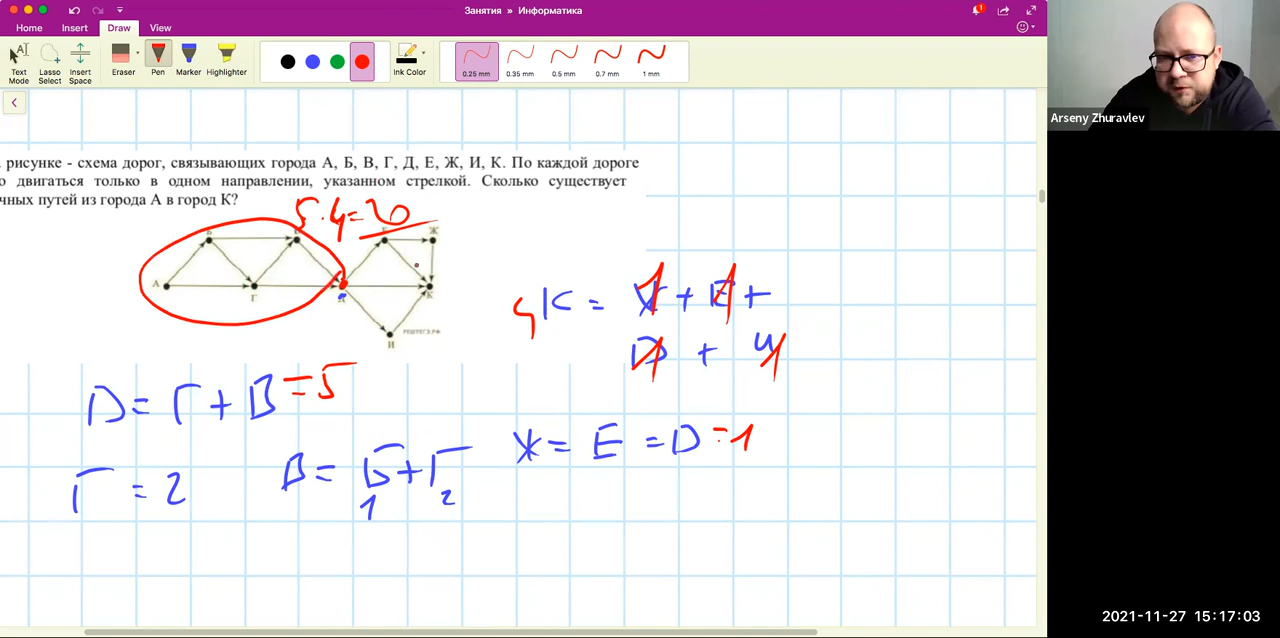 Занятия » Информатика
1
Home Insert Draw View
Text Mode
Lasso Select
Insert Space
Eraser
Pen
Marker
Highlighter
Ink Color
0.25 mm
0.35 mm
0.5 mm
0.7 mm
1 mm
Arseny Zhuravlev
рисунке - схема дорог, связывающих города А, Б, В, Г, Д, Е, Ж, И, К. По каждой дороге
о двигаться только в одном направлении, указанном стрелкой. Сколько существует
чных путей из города А в город К?
5·4=20
Ж
А
Г
К
И
РЕШУЕГЭ.РФ
4 К = Ж + Е +
D + И
D = Г + В = 5
Ж = Е = D = 1
Г = 2
В = Б + Г
1 2
2021-11-27 15:17:03